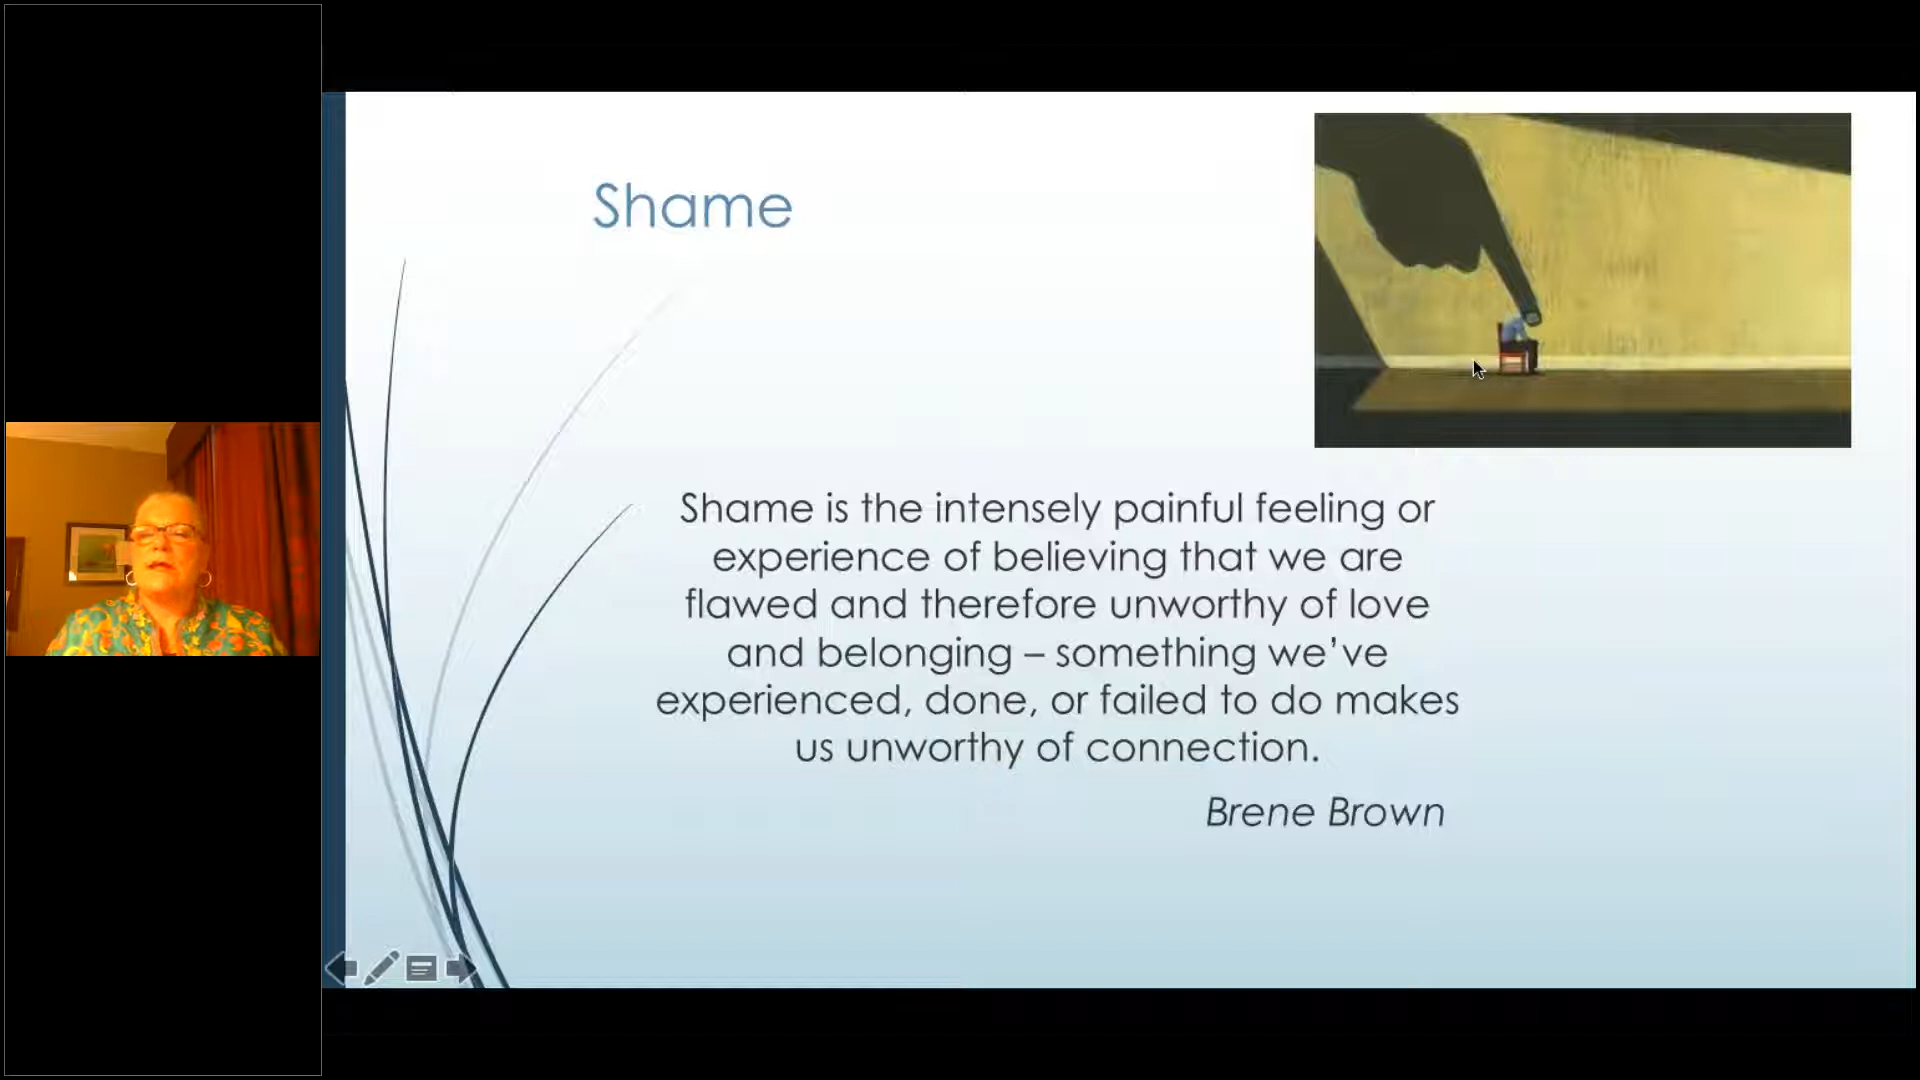 Shame
Shame is the intensely painful feeling or
experience of believing that we are
flawed and therefore unworthy of love
and belonging – something we’ve
experienced, done, or failed to do makes
us unworthy of connection.
Brene Brown